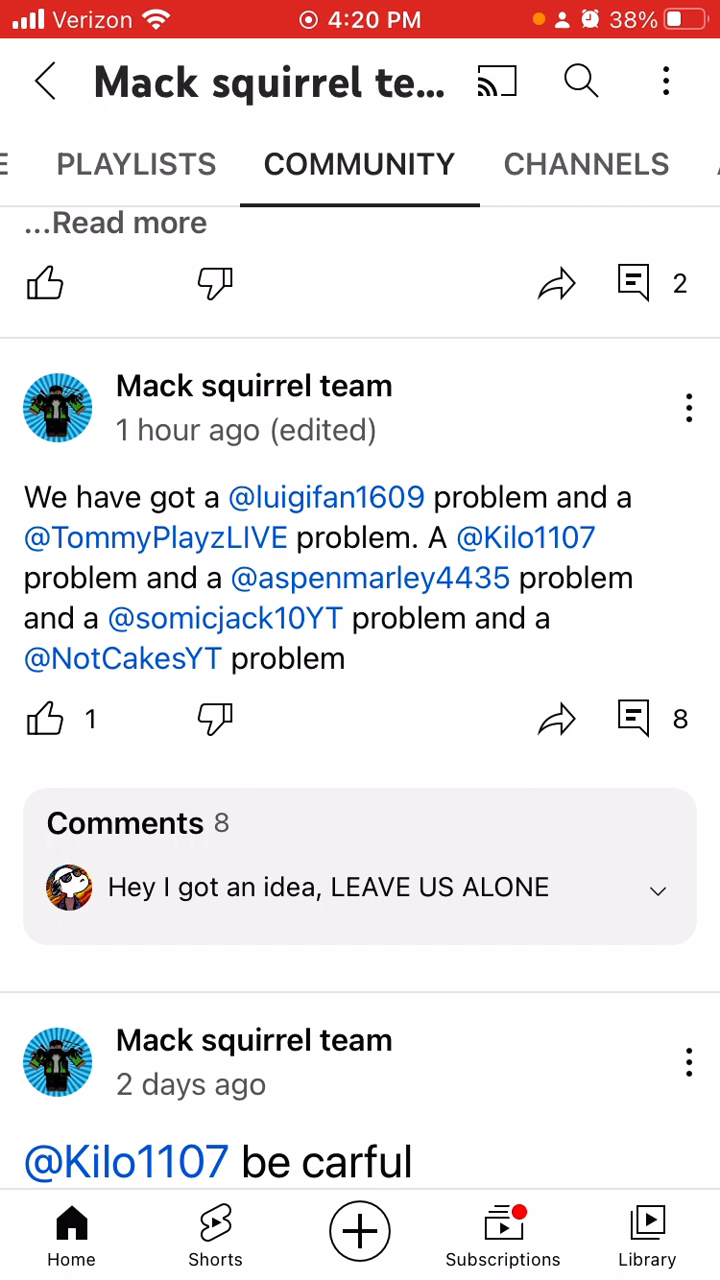 Verizon 4:20 PM 38%
Mack squirrel te...
E PLAYLISTS COMMUNITY CHANNELS
...Read more
2
Mack squirrel team
1 hour ago (edited)
We have got a @luigifan1609 problem and a
@TommyPlayzLIVE problem. A @Kilo1107
problem and a @aspenmarley4435 problem
and a @somicjack10YT problem and a
@NotCakesYT problem
1 8
Comments 8
Hey I got an idea, LEAVE US ALONE
Mack squirrel team
2 days ago
@Kilo1107 be carful
Home Shorts Subscriptions Library